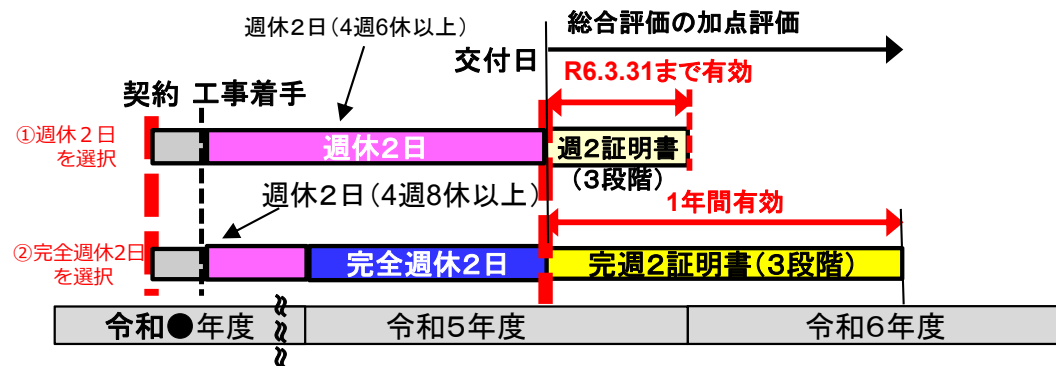 週休２日(４週６休以上)
総合評価の加点評価
交付日
R6.3.31まで有効
契約 工事着手
①週休２日
を選択
週休２日
週２証明書
(３段階)
週休２日(４週８休以上)
1年間有効
②完全週休2日
を選択
完全週休２日
完週２証明書(３段階)
令和●年度
令和５年度
令和６年度